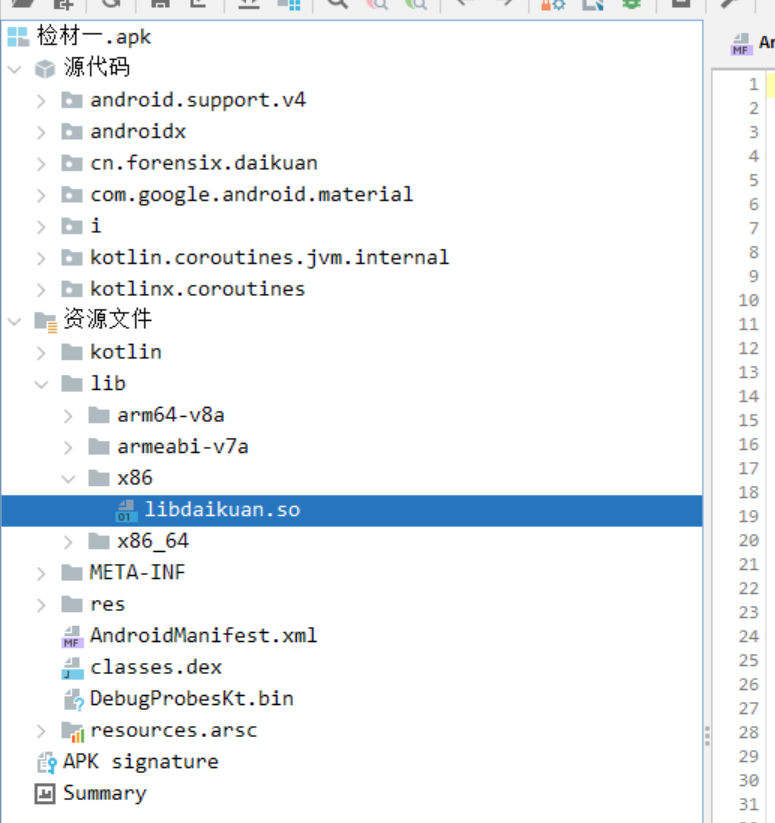 检材一.apk
源代码
android.support.v4
androidx
cn.forensix.daikuan
com.google.android.material
i
kotlin.coroutines.jvm.internal
kotlinx.coroutines
资源文件
kotlin
lib
arm64-v8a
armeabi-v7a
x86
01 libdaikuan.so
x86_64
META-INF
res
MF AndroidManifest.xml
J classes.dex
? DebugProbesKt.bin
resources.arsc
APK signature
Summary
MF
1
2
3
4
5
6
7
8
9
10
11
12
13
14
15
16
17
18
19
20
21
22
23
24
25
26
27
28
29
30
31